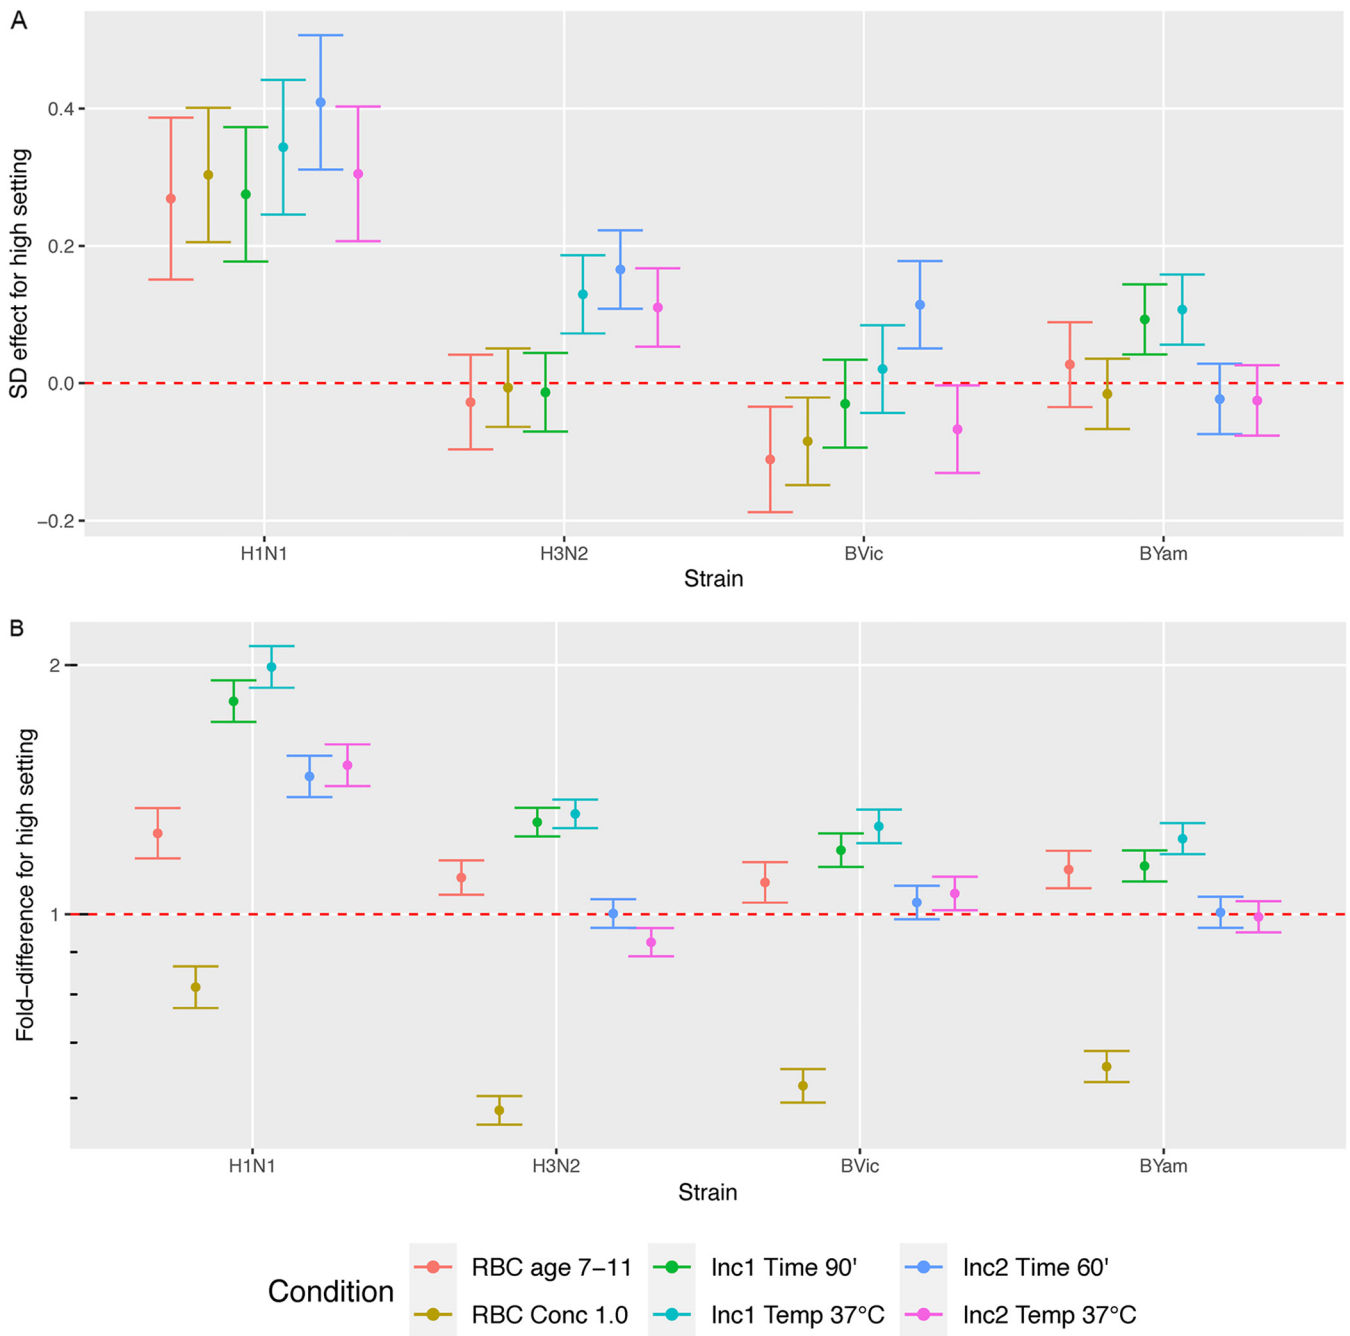 A
SD effect for high setting
0.4
0.2
0.0
−0.2
H1N1 H3N2 BVic BYam
Strain
B
Fold−difference for high setting
2
1
H1N1 H3N2 BVic BYam
Strain
Condition
RBC age 7−11 Inc1 Time 90' Inc2 Time 60'
RBC Conc 1.0 Inc1 Temp 37°C Inc2 Temp 37°C